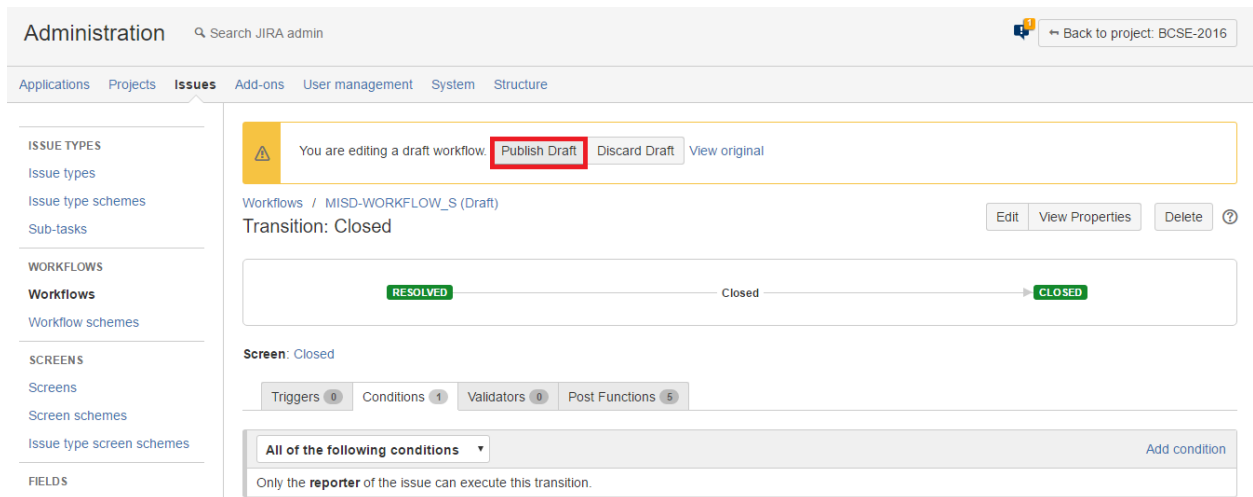 Administration Search JIRA admin 1 Back to project: BCSE-2016
Applications Projects Issues Add-ons User management System Structure
ISSUE TYPES
Issue types
Issue type schemes
Sub-tasks
WORKFLOWS
Workflows
Workflow schemes
SCREENS
Screens
Screen schemes
Issue type screen schemes
FIELDS
You are editing a draft workflow. Publish Draft Discard Draft View original
Workflows / MISD-WORKFLOW_S (Draft)
Transition: Closed
Edit View Properties Delete ?
RESOLVED Closed CLOSED
Screen: Closed
Triggers 0 Conditions 1 Validators 0 Post Functions 5
All of the following conditions Add condition
Only the reporter of the issue can execute this transition.